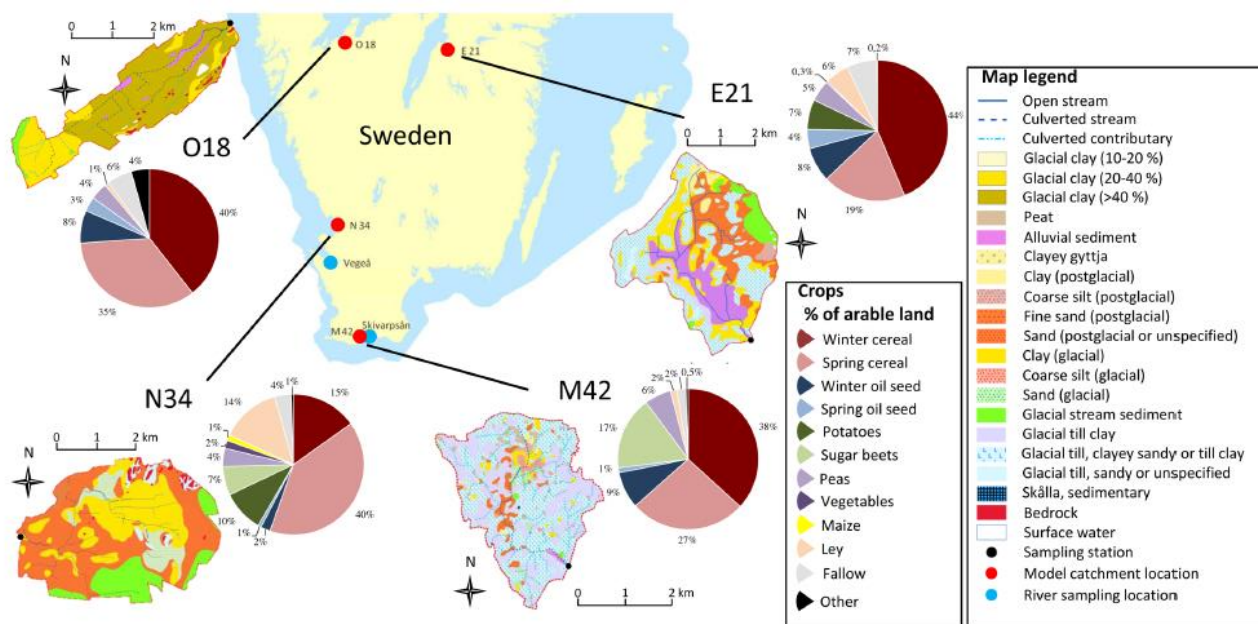 0 1 2 km
N
O18
4%
6%
1%
4%
3%
8%
40%
35%
O 18
E 21
Sweden
N 34
Vegeå
M 42
Skivarpsån
E21
0 1 2 km
N
0,2%
7%
6%
0,3%
5%
7%
4%
8%
44%
19%
N34
0 1 2 km
N
1%
4%
14%
1%
2%
4%
7%
10%
1%
2%
15%
40%
M42
0,5%
2%
2%
6%
17%
1%
9%
38%
27%
N
0 1 2 km
Crops
% of arable land
Winter cereal
Spring cereal
Winter oil seed
Spring oil seed
Potatoes
Sugar beets
Peas
Vegetables
Maize
Ley
Fallow
Other
Map legend
Open stream
Culverted stream
Culverted contributary
Glacial clay (10-20 %)
Glacial clay (20-40 %)
Glacial clay (>40 %)
Peat
Alluvial sediment
Clayey gyttja
Clay (postglacial)
Coarse silt (postglacial)
Fine sand (postglacial)
Sand (postglacial or unspecified)
Clay (glacial)
Coarse silt (glacial)
Sand (glacial)
Glacial stream sediment
Glacial till clay
Glacial till, clayey sandy or till clay
Glacial till, sandy or unspecified
Skålla, sedimentary
Bedrock
Surface water
Sampling station
Model catchment location
River sampling location